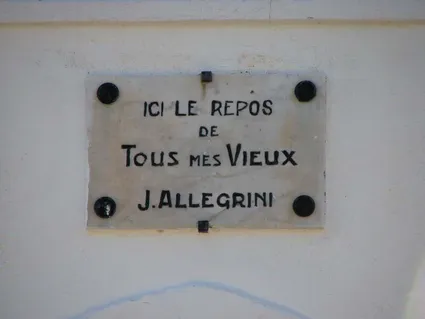 ICI LE REPOS
DE
TOUS MES VIEUX
J. ALLEGRINI